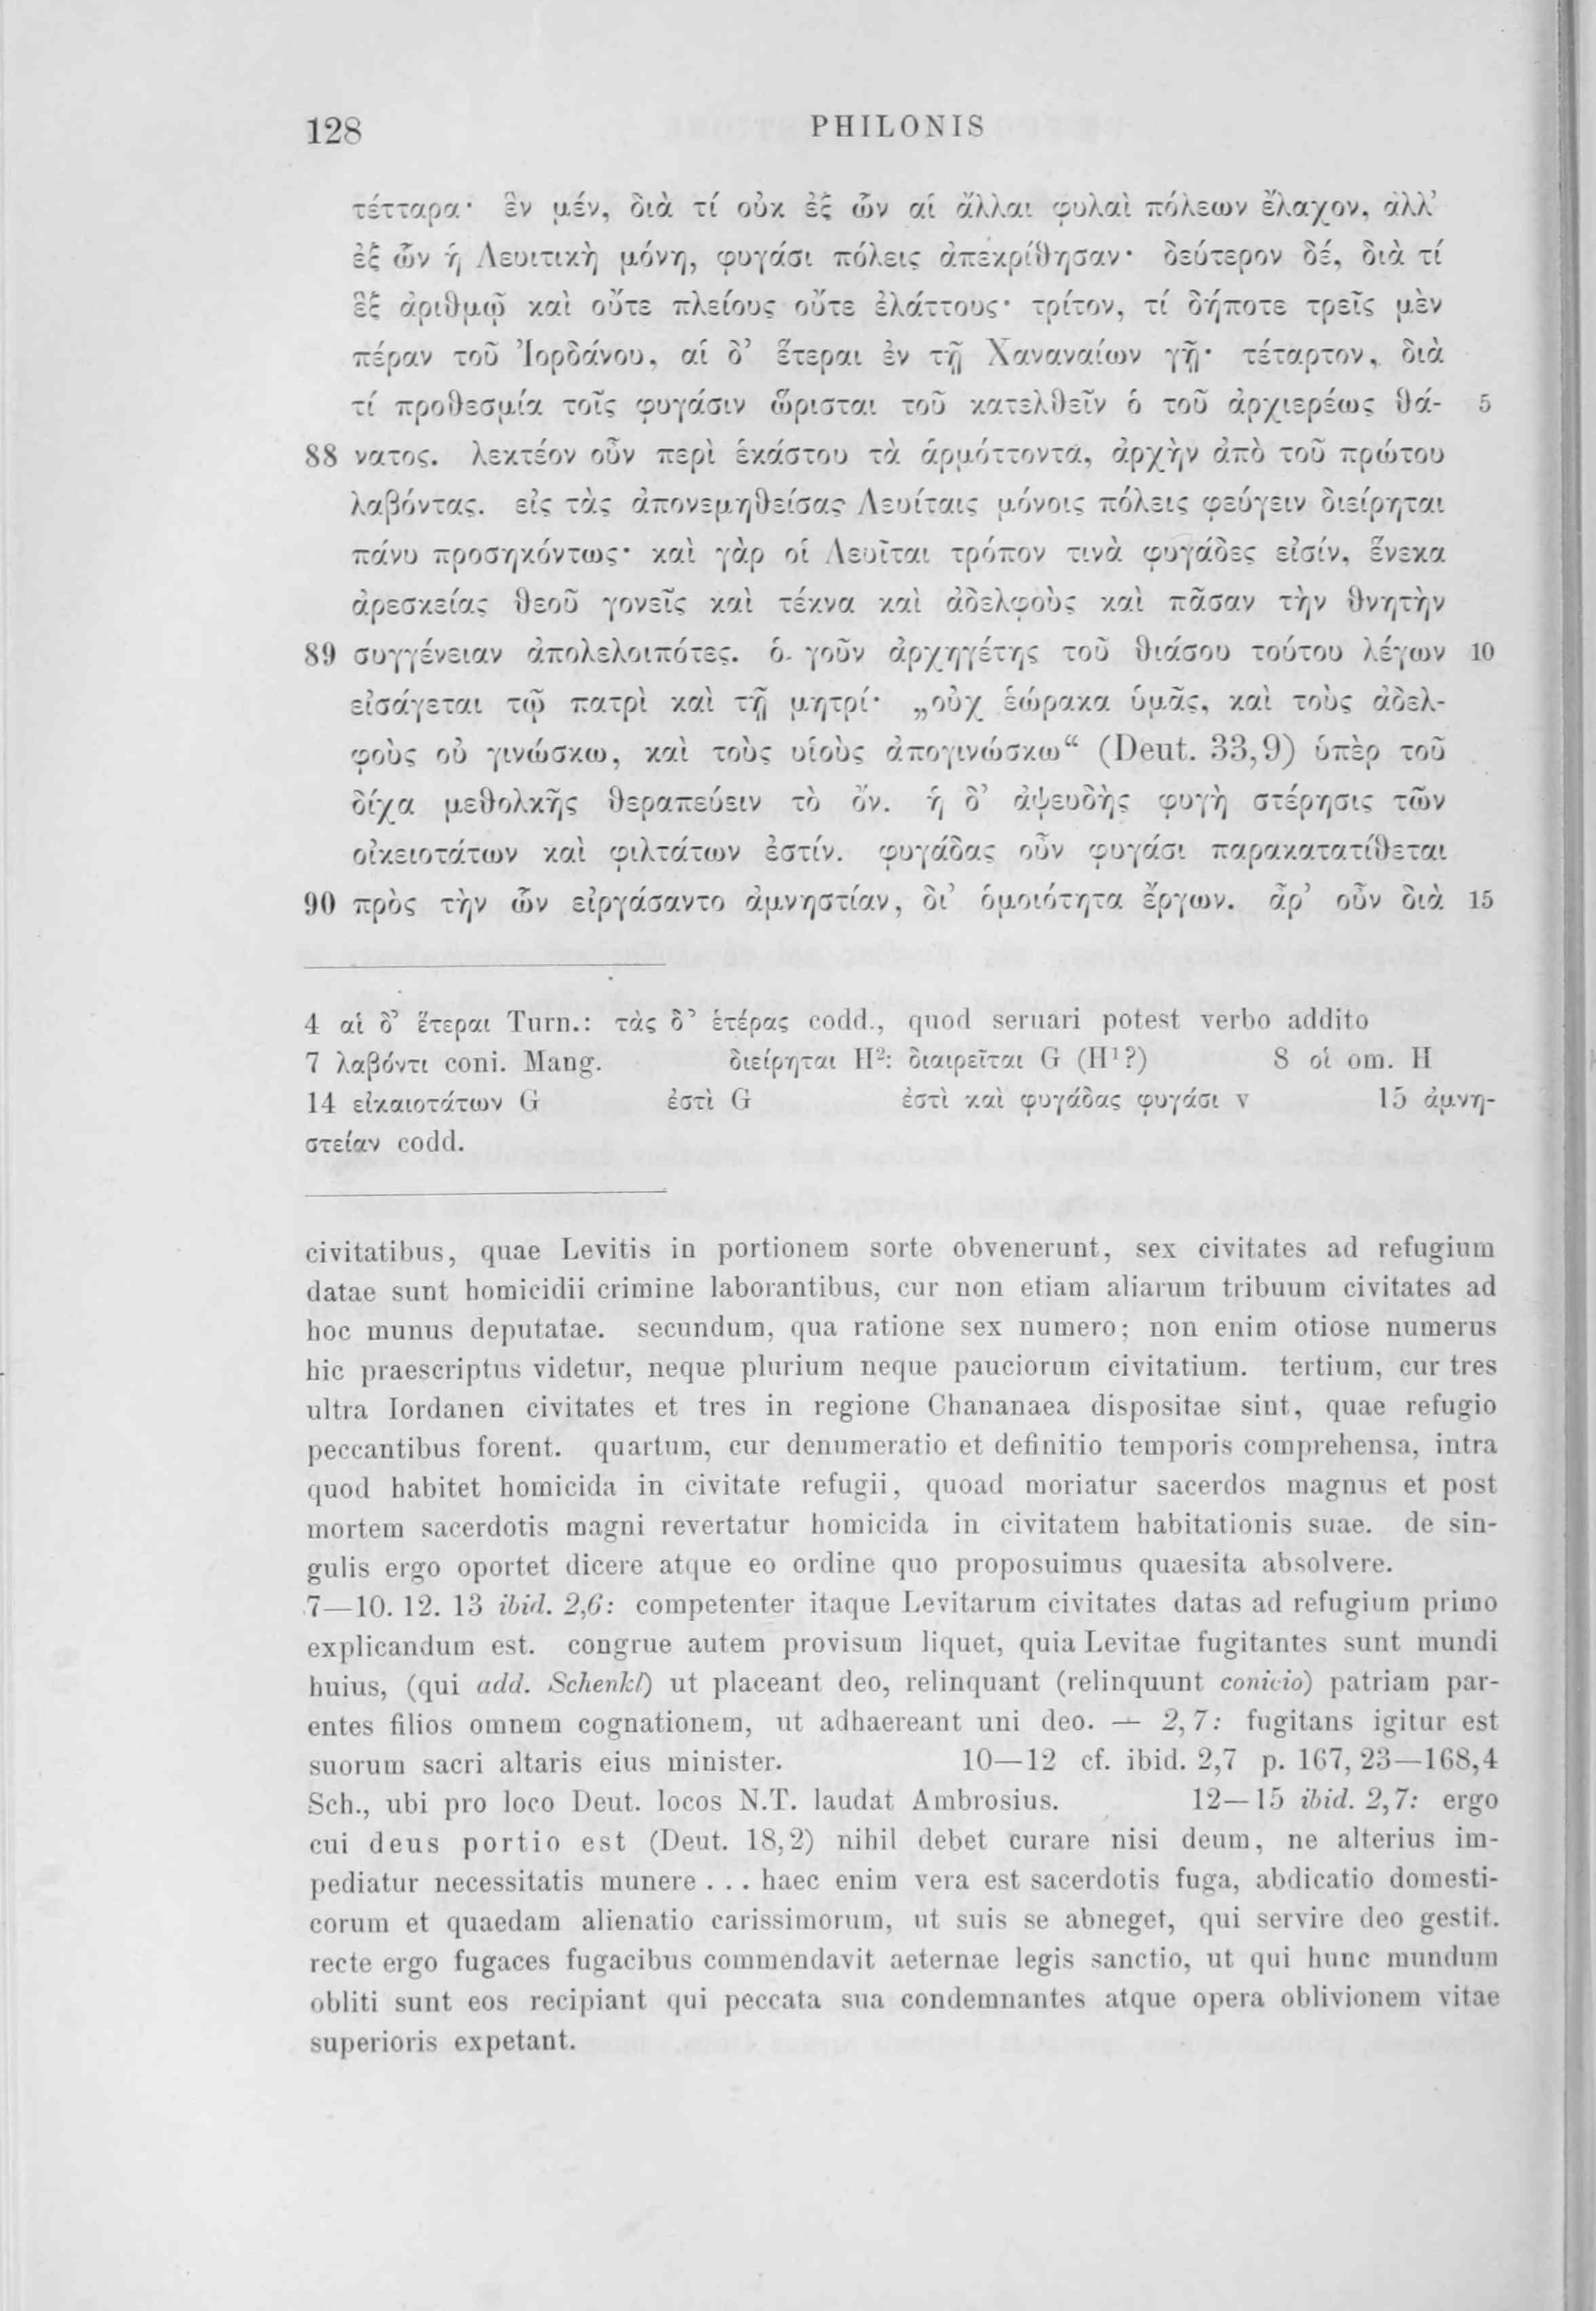 128
PHILONIS
τέτταρα· ἓν μέν, διὰ τί οὐκ ἐξ ὧν αἱ ἄλλαι φυλαὶ πόλεων ἔλαχον, ἀλλ’
ἐξ ὧν ἡ Λευιτικὴ μόνη, φυγάσι πόλεις ἀπεκρίθησαν· δεύτερον δέ, διὰ τί
ἓξ ἀριθμῷ καὶ οὔτε πλείους οὔτε ἐλάττους· τρίτον, τί δήποτε τρεῖς μὲν
πέραν τοῦ Ἰορδάνου, αἱ δ’ ἕτεραι ἐν τῇ Χαναναίων γῇ· τέταρτον, διὰ
τί προθεσμία τοῖς φυγάσιν ὥρισται τοῦ κατελθεῖν ὁ τοῦ ἀρχιερέως θά- 5
88 νατος. λεκτέον οὖν περὶ ἑκάστου τὰ ἁρμόττοντα, ἀρχὴν ἀπὸ τοῦ πρώτου
λαβόντας. εἰς τὰς ἀπονεμηθείσας Λευίταις μόνοις πόλεις φεύγειν διείρηται
πάνυ προσηκόντως· καὶ γὰρ οἱ Λευῖται τρόπον τινὰ φυγάδες εἰσίν, ἕνεκα
ἀρεσκείας θεοῦ γονεῖς καὶ τέκνα καὶ ἀδελφοὺς καὶ πᾶσαν τὴν θνητὴν
89 συγγένειαν ἀπολελοιπότες. ὁ γοῦν ἀρχηγέτης τοῦ θιάσου τούτου λέγων 10
εἰσάγεται τῷ πατρὶ καὶ τῇ μητρί· „οὐχ ἑώρακα ὑμᾶς, καὶ τοὺς ἀδελ-
φοὺς οὐ γινώσκω, καὶ τοὺς υἱοὺς ἀπογινώσκω“ (Deut. 33,9) ὑπὲρ τοῦ
δίχα μεθολκῆς θεραπεύειν τὸ ὄν. ἡ δ’ ἀψευδὴς φυγὴ στέρησις τῶν
οἰκειοτάτων καὶ φιλτάτων ἐστίν. φυγάδας οὖν φυγάσι παρακατατίθεται
90 πρὸς τὴν ὧν εἰργάσαντο ἀμνηστίαν, δι’ ὁμοιότητα ἔργων. ἆρ’ οὖν διὰ 15
4 αἱ δ’ ἕτεραι Turn.: τὰς δ’ ἑτέρας codd., quod seruari potest verbo addito
7 λαβόντι coni. Mang. διείρηται H²: διαιρεῖται G (H¹?) 8 οἱ om. H
14 εἰκαιοτάτων G ἐστὶ G ἐστὶ καὶ φυγάδας φυγάσι v 15 ἀμνη-
στείαν codd.
civitatibus, quae Levitis in portionem sorte obvenerunt, sex civitates ad refugium
datae sunt homicidii crimine laborantibus, cur non etiam aliarum tribuum civitates ad
hoc munus deputatae. secundum, qua ratione sex numero; non enim otiose numerus
hic praescriptus videtur, neque plurium neque pauciorum civitatium. tertium, cur tres
ultra Iordanen civitates et tres in regione Chananaea dispositae sint, quae refugio
peccantibus forent. quartum, cur denumeratio et definitio temporis comprehensa, intra
quod habitet homicida in civitate refugii, quoad moriatur sacerdos magnus et post
mortem sacerdotis magni revertatur homicida in civitatem habitationis suae. de sin-
gulis ergo oportet dicere atque eo ordine quo proposuimus quaesita absolvere.
7—10. 12. 13 ibid. 2,6: competenter itaque Levitarum civitates datas ad refugium primo
explicandum est. congrue autem provisum liquet, quia Levitae fugitantes sunt mundi
huius, (qui add. Schenkl) ut placeant deo, relinquant (relinquunt conicio) patriam par-
entes filios omnem cognationem, ut adhaereant uni deo. — 2,7: fugitans igitur est
suorum sacri altaris eius minister. 10—12 cf. ibid. 2,7 p. 167, 23—168,4
Sch., ubi pro loco Deut. locos N.T. laudat Ambrosius. 12—15 ibid. 2,7: ergo
cui deus portio est (Deut. 18,2) nihil debet curare nisi deum, ne alterius im-
pediatur necessitatis munere . . . haec enim vera est sacerdotis fuga, abdicatio domesti-
corum et quaedam alienatio carissimorum, ut suis se abneget, qui servire deo gestit.
recte ergo fugaces fugacibus commendavit aeternae legis sanctio, ut qui hunc mundum
obliti sunt eos recipiant qui peccata sua condemnantes atque opera oblivionem vitae
superioris expetant.